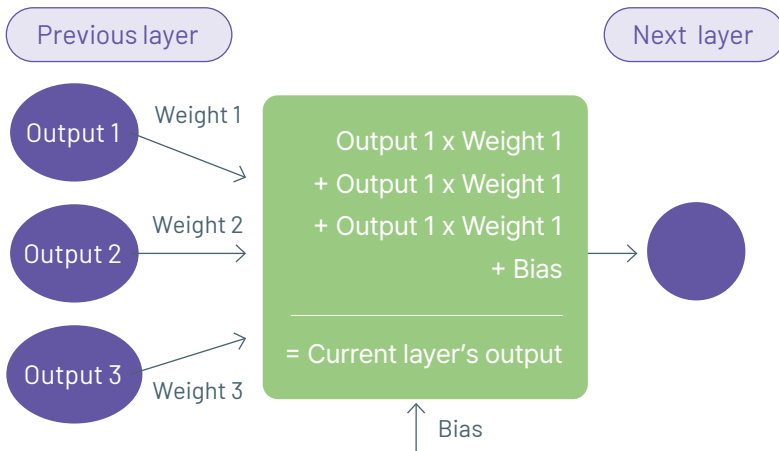 Previous layer
Next layer
Output 1
Weight 1
Output 2
Weight 2
Output 3
Weight 3
Output 1 x Weight 1
+ Output 1 x Weight 1
+ Output 1 x Weight 1
+ Bias
= Current layer’s output
Bias